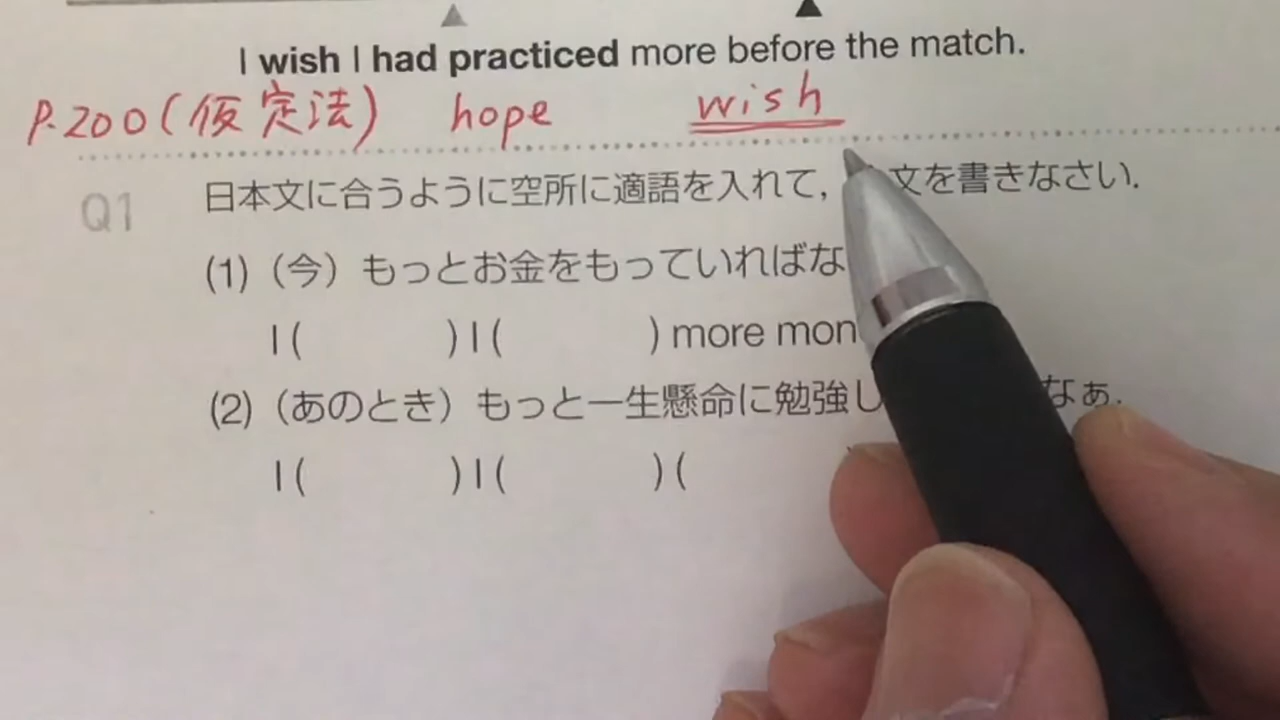 I wish I had practiced more before the match.
P.200(仮定法) hope wish
Q1 日本文に合うように空所に適語を入れて, 文を書きなさい.
(1)(今)もっとお金をもっていればな
I ( ) I ( ) more mon
(2)(あのとき)もっと一生懸命に勉強し なぁ.
I ( ) I ( ) (